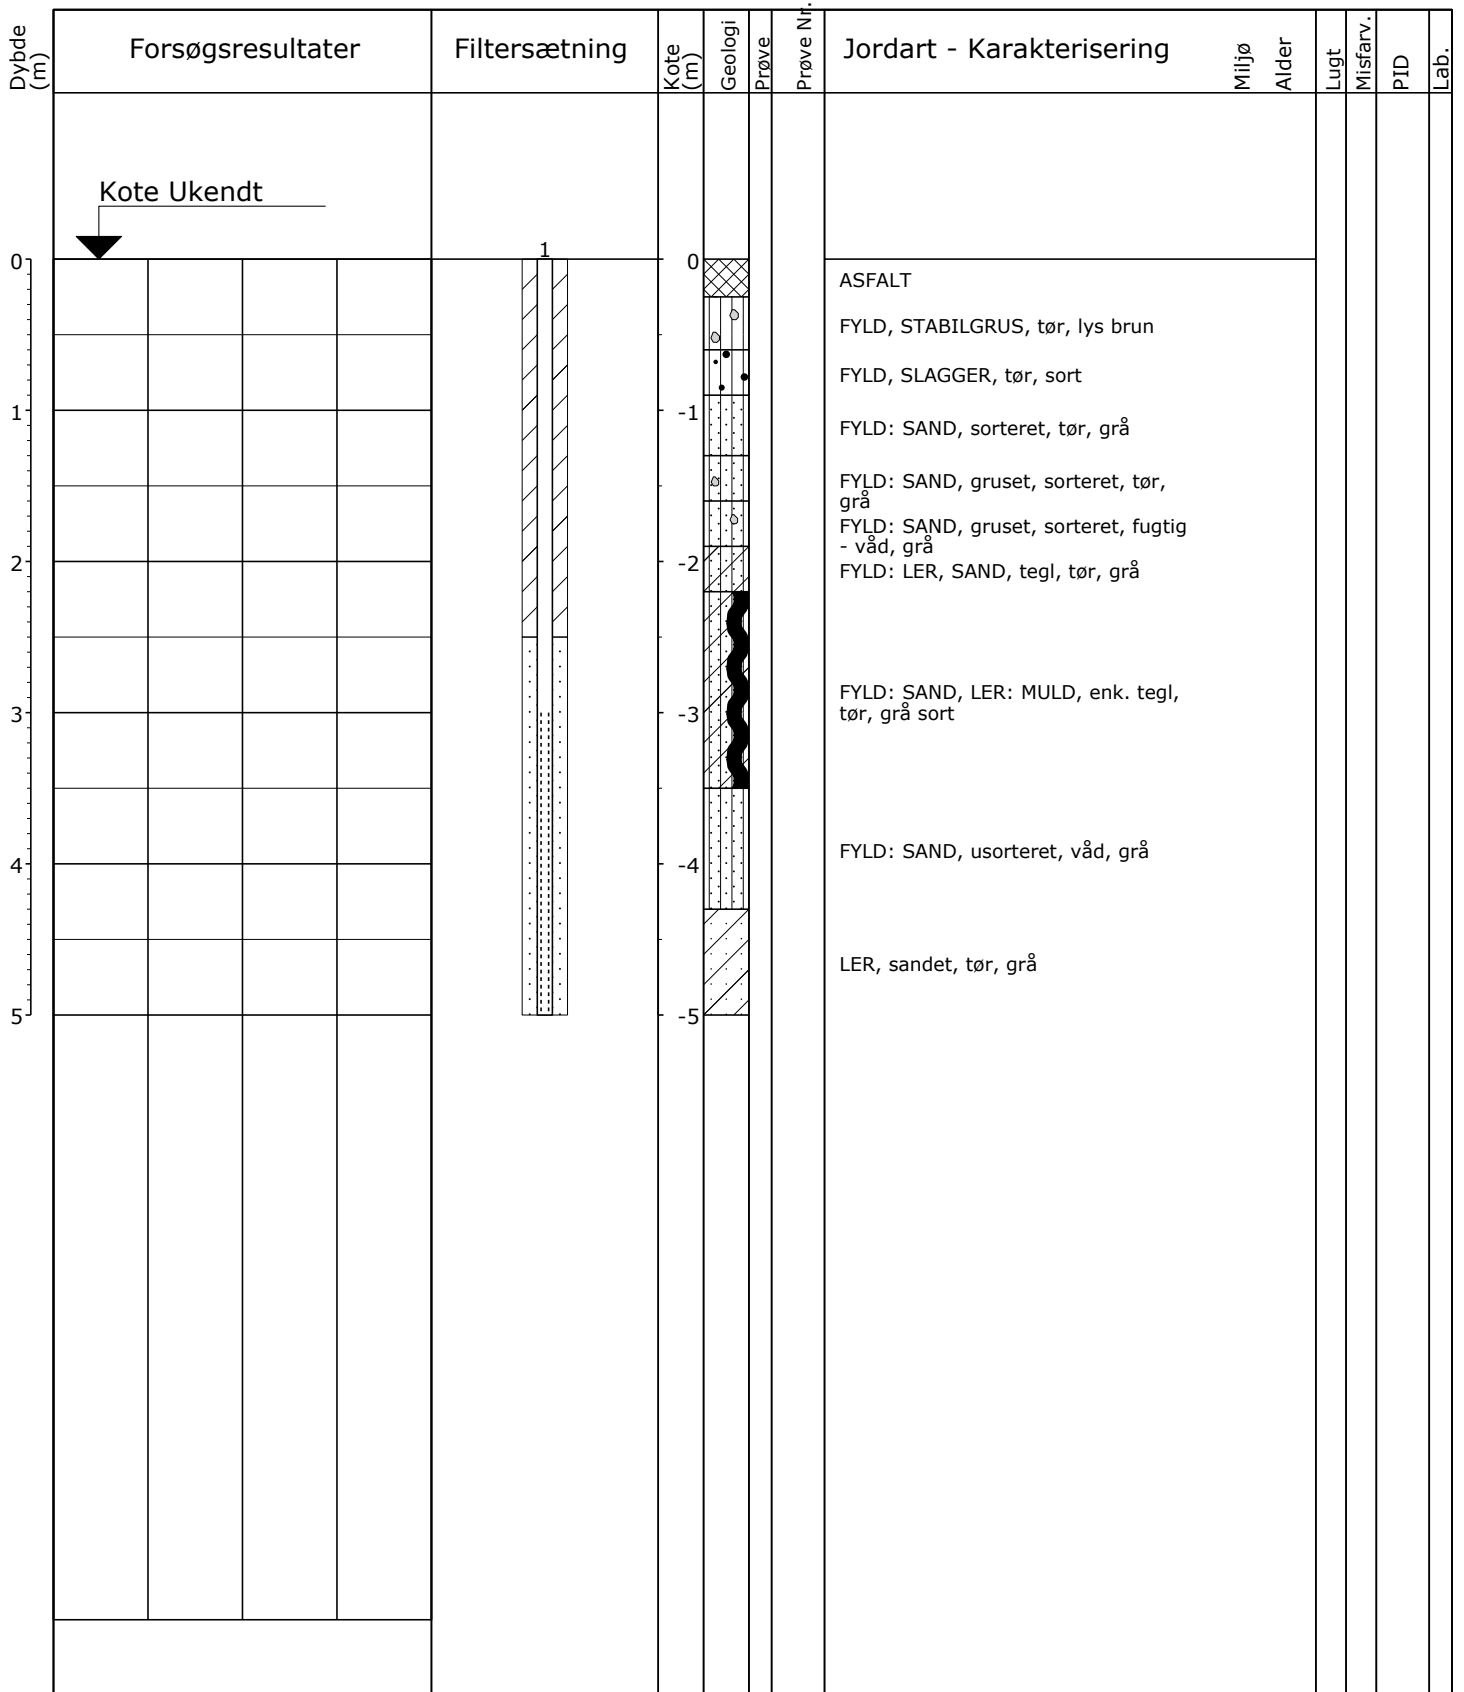 Dybde
(m)
Forsøgsresultater
Filtersætning
Kote
(m)
Geologi
Prøve
Prøve Nr.
Jordart - Karakterisering
Miljø
Alder
Lugt
Misfarv.
PID
Lab.
Kote Ukendt
1
0
0
ASFALT
FYLD, STABILGRUS, tør, lys brun
FYLD, SLAGGER, tør, sort
1
-1
FYLD: SAND, sorteret, tør, grå
FYLD: SAND, gruset, sorteret, tør,
grå
FYLD: SAND, gruset, sorteret, fugtig
- våd, grå
2
-2
FYLD: LER, SAND, tegl, tør, grå
FYLD: SAND, LER: MULD, enk. tegl,
tør, grå sort
3
-3
FYLD: SAND, usorteret, våd, grå
4
-4
LER, sandet, tør, grå
5
-5